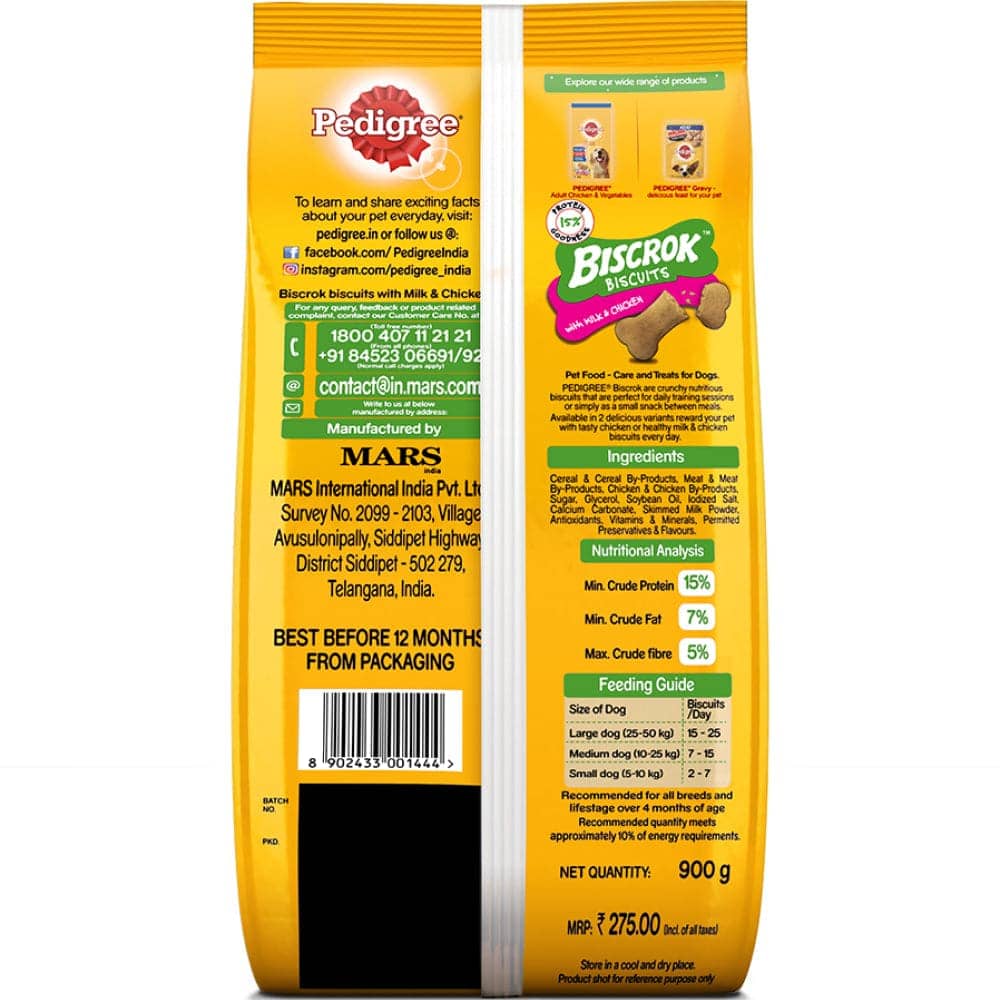 Pedigree®
To learn and share exciting facts
about your pet everyday, visit:
pedigree.in or follow us @:
facebook.com/ PedigreeIndia
instagram.com/pedigree_india
Biscrok biscuits with Milk & Chicke
For any query, feedback or product related
complaint, contact our Customer Care No. at
(Toll free number)
1800 407 11 21 21
(From all phones)
+91 84523 06691/92
(Normal call charges apply)
@ contact@in.mars.com
Write to us at below
manufactured by address:
Manufactured by
MARS
india
MARS International India Pvt. Ltd
Survey No. 2099 - 2103, Village
Avusulonipally, Siddipet Highway
District Siddipet - 502 279,
Telangana, India.
BEST BEFORE 12 MONTHS
FROM PACKAGING
8 902433 001444 >
BATCH
NO.
PKD.
Explore our wide range of products
PEDIGREE®
Adult Chicken & Vegetables
PEDIGREE® Gravy -
delicious feast for your pet
PROTEIN
15%
GOODNESS
BISCROK™
BISCUITS
with MILK & CHICKEN
Pet Food - Care and Treats for Dogs.
PEDIGREE® Biscrok are crunchy nutritious
biscuits that are perfect for daily training sessions
or simply as a small snack between meals.
Available in 2 delicious variants reward your pet
with tasty chicken or healthy milk & chicken
biscuits every day.
Ingredients
Cereal & Cereal By-Products, Meat & Meat
By-Products, Chicken & Chicken By-Products,
Sugar, Glycerol, Soybean Oil, Iodized Salt,
Calcium Carbonate, Skimmed Milk Powder,
Antioxidants, Vitamins & Minerals, Permitted
Preservatives & Flavours.
Nutritional Analysis
Min. Crude Protein 15%
Min. Crude Fat 7%
Max. Crude fibre 5%
Feeding Guide
Size of Dog Biscuits
/Day
Large dog (25-50 kg) 15 - 25
Medium dog (10-25 kg) 7 - 15
Small dog (5-10 kg) 2 - 7
Recommended for all breeds and
lifestage over 4 months of age
Recommended quantity meets
approximately 10% of energy requirements.
NET QUANTITY: 900 g
MRP: ₹ 275.00 (Incl. of all taxes)
Store in a cool and dry place.
Product shot for reference purpose only